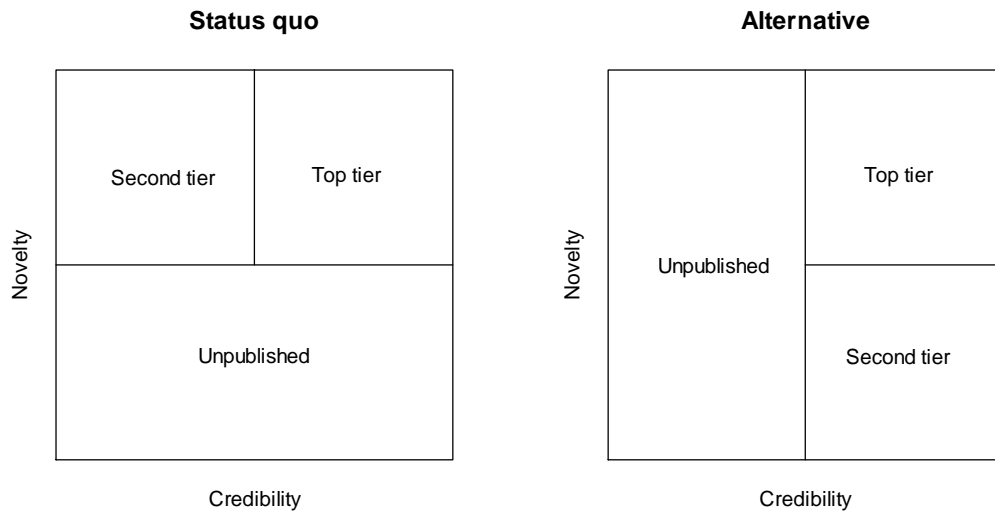 Status quo
Second tier
Top tier
Unpublished
Novelty
Credibility
Alternative
Top tier
Unpublished
Second tier
Novelty
Credibility